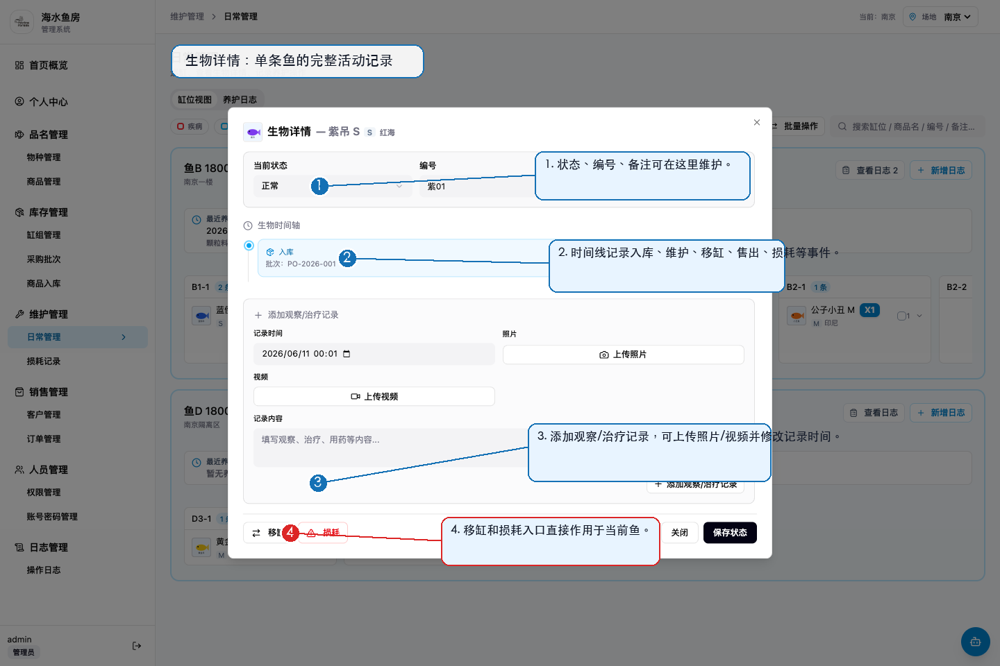 海水鱼房
管理系统
维护管理 > 日常管理
当前：南京
场地 南京
首页概览
个人中心
品名管理
物种管理
商品管理
库存管理
缸组管理
采购批次
商品入库
维护管理
日常管理
损耗记录
销售管理
客户管理
订单管理
人员管理
权限管理
账号密码管理
日志管理
操作日志
admin
管理员
生物详情：单条鱼的完整活动记录
缸位视图 养护日志
疾病
批量操作
搜索缸位 / 商品名 / 编号 / 备注...
鱼B 1800
南京一楼
查看日志 2
新增日志
最近养
2026
颗粒料
B1-1 2
S
B2-1 1 条
公子小丑 M X1
M 印尼
1
B2-2
鱼D 1800
南京隔离区
查看日志
新增日志
最近养
暂无养
D3-1 1
黄金
M
生物详情 — 紫吊 S S 红海
当前状态
正常
编号
紫01
1. 状态、编号、备注可在这里维护。
1
生物时间轴
入库
批次：PO-2026-001
2
2. 时间线记录入库、维护、移缸、售出、损耗等事件。
添加观察/治疗记录
记录时间
2026/06/11 00:01
照片
上传照片
视频
上传视频
记录内容
填写观察、治疗、用药等内容...
3. 添加观察/治疗记录，可上传照片/视频并修改记录时间。
3
添加观察/治疗记录
移缸
4
损耗
4. 移缸和损耗入口直接作用于当前鱼。
关闭
保存状态